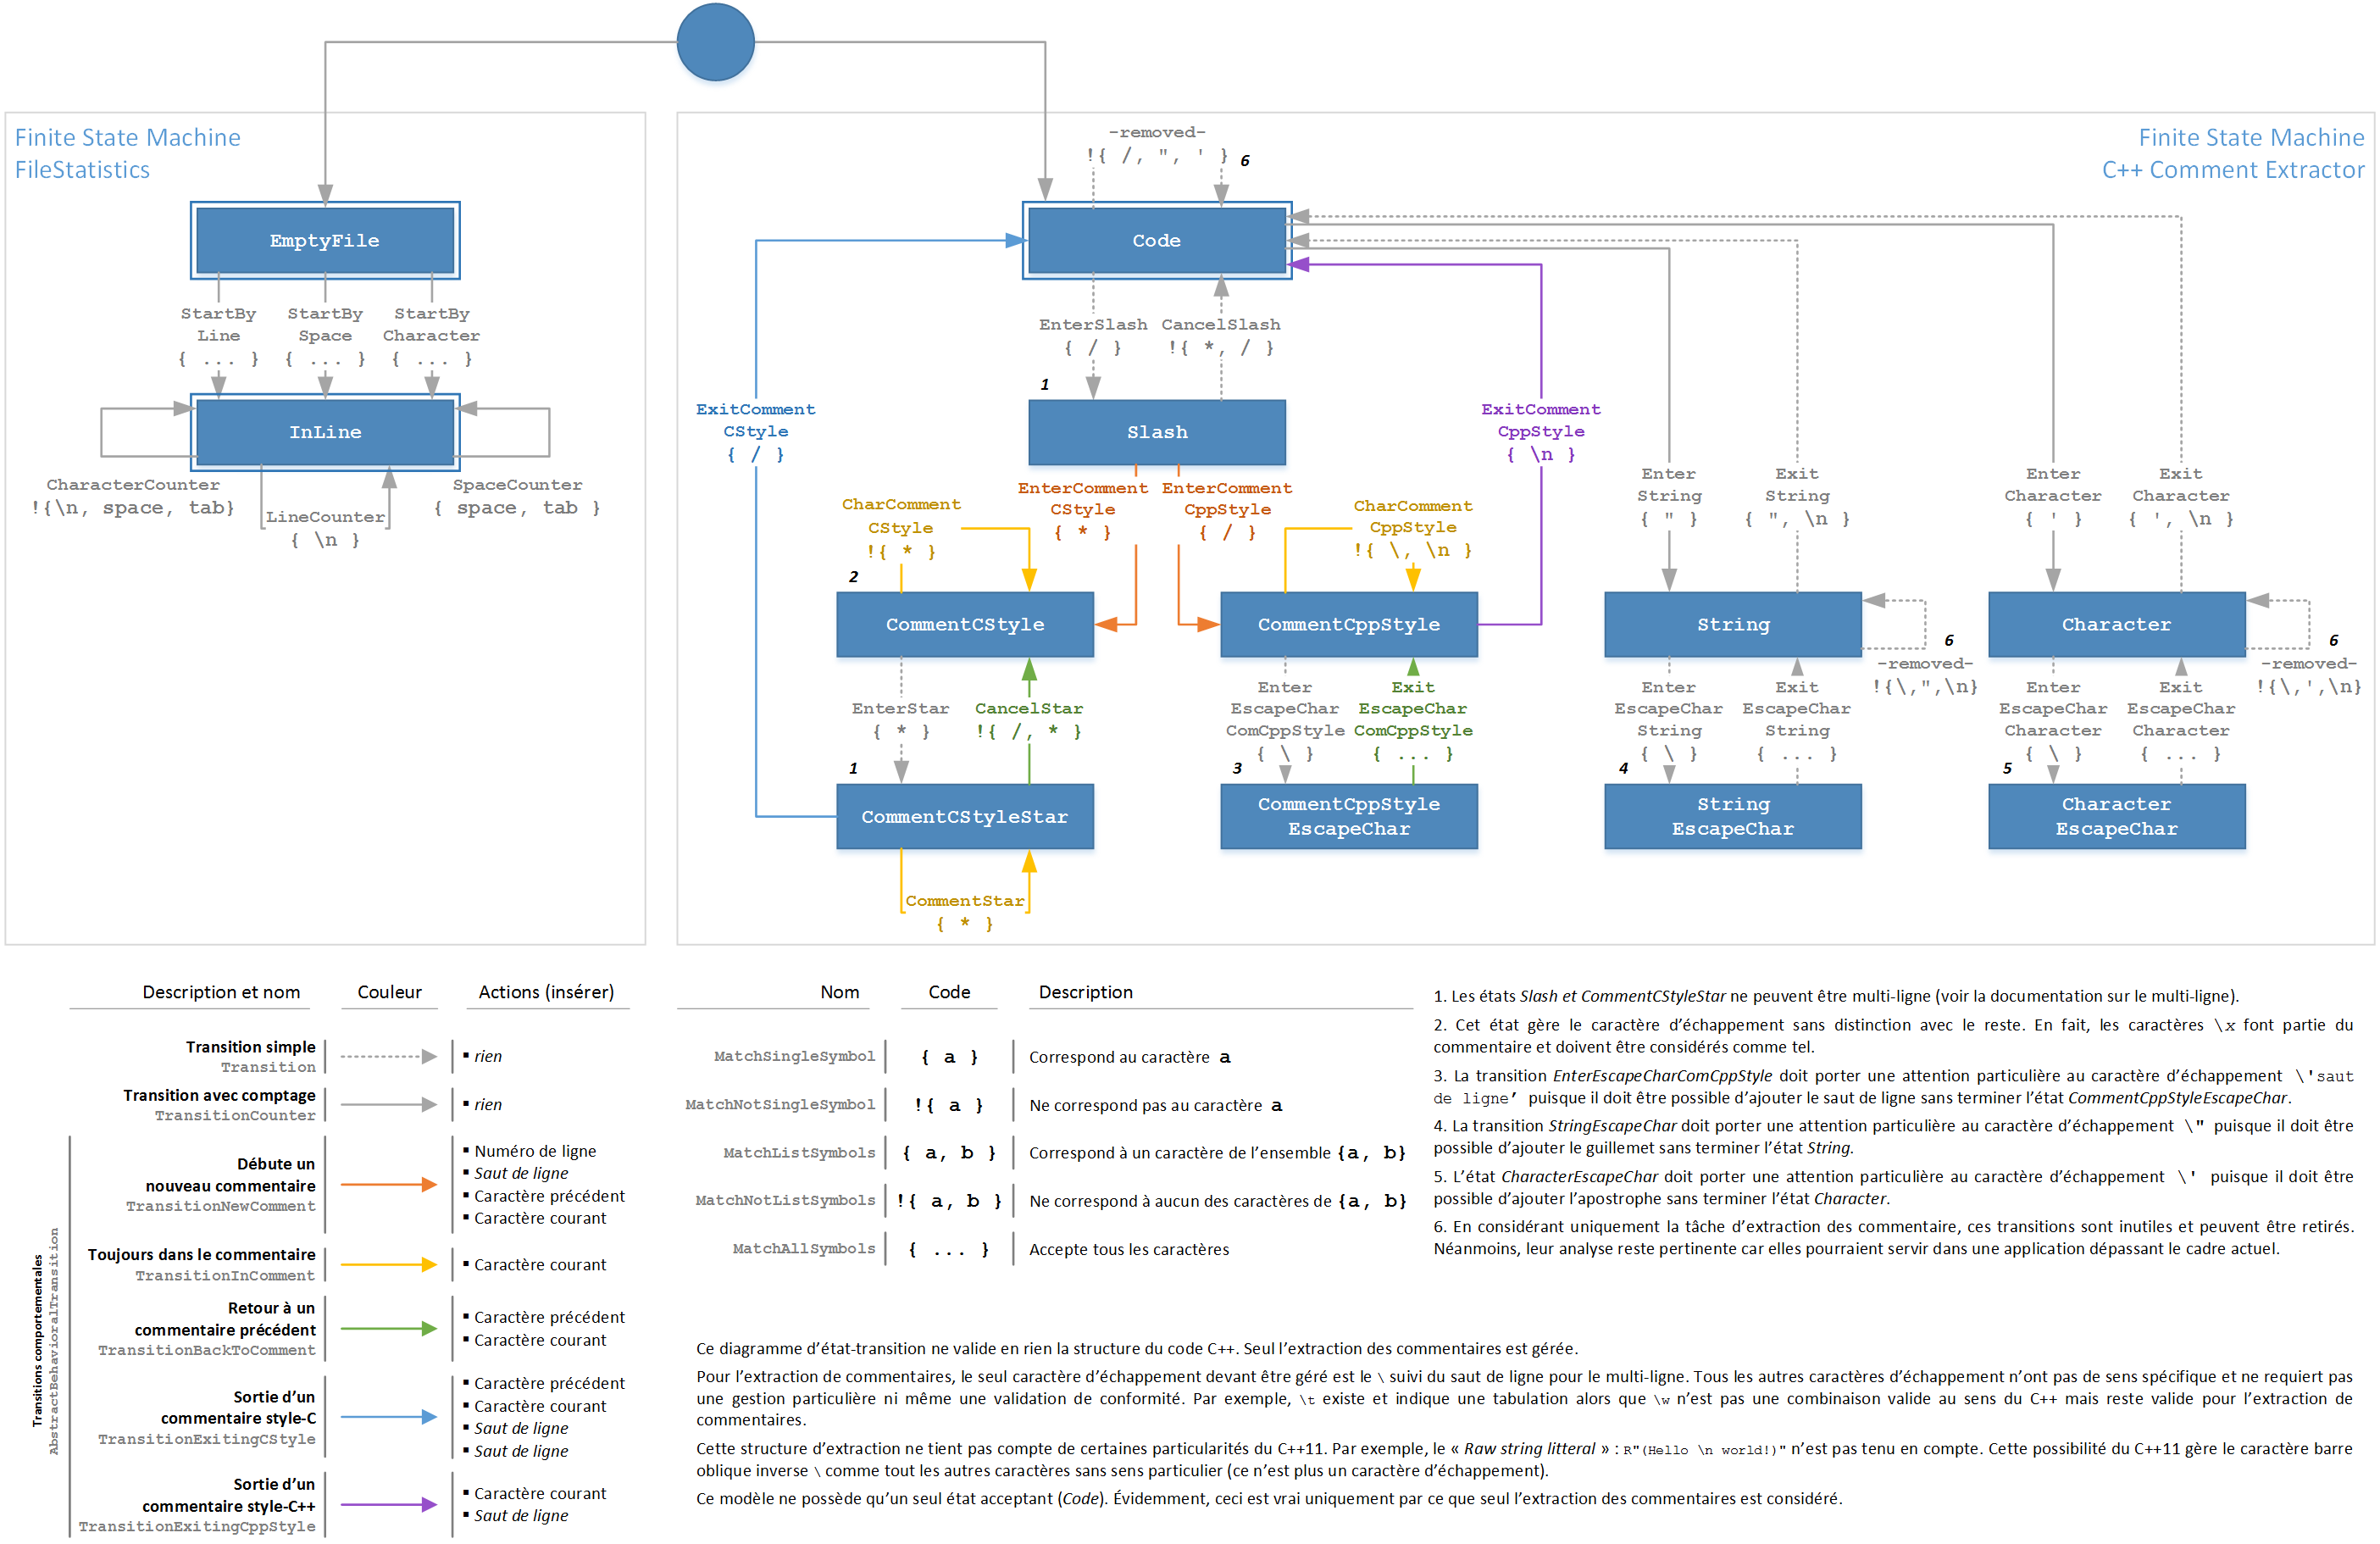 Finite State Machine
FileStatistics
EmptyFile
StartBy
Line
{ ... }
StartBy
Space
{ ... }
StartBy
Character
{ ... }
InLine
CharacterCounter
!{\n, space, tab}
LineCounter
{ \n }
SpaceCounter
{ space, tab }
Finite State Machine
C++ Comment Extractor
-removed-
!{ /, ", ' }
6
Code
EnterSlash
{ / }
CancelSlash
!{ *, / }
1
Slash
ExitComment
CStyle
{ / }
ExitComment
CppStyle
{ \n }
CharComment
CStyle
!{ * }
EnterComment
CStyle
{ * }
EnterComment
CppStyle
{ / }
CharComment
CppStyle
!{ \, \n }
Enter
String
{ " }
Exit
String
{ ", \n }
Enter
Character
{ ' }
Exit
Character
{ ', \n }
2
CommentCStyle
CommentCppStyle
String
6
-removed-
!{\,",\n}
Character
6
-removed-
!{\,',\n}
EnterStar
{ * }
CancelStar
!{ /, * }
Enter
EscapeChar
ComCppStyle
{ \ }
Exit
EscapeChar
ComCppStyle
{ ... }
Enter
EscapeChar
String
{ \ }
Exit
EscapeChar
String
{ ... }
Enter
EscapeChar
Character
{ \ }
Exit
EscapeChar
Character
{ ... }
1
CommentCStyleStar
3
CommentCppStyle
EscapeChar
4
String
EscapeChar
5
Character
EscapeChar
CommentStar
{ * }
Description et nom Couleur Actions (insérer)
Transition simple
Transition
▪ rien
Transition avec comptage
TransitionCounter
▪ rien
Transitions comportementales
AbstractBehavioralTransition
Débute un
nouveau commentaire
TransitionNewComment
▪ Numéro de ligne
▪ Saut de ligne
▪ Caractère précédent
▪ Caractère courant
Toujours dans le commentaire
TransitionInComment
▪ Caractère courant
Retour à un
commentaire précédent
TransitionBackToComment
▪ Caractère précédent
▪ Caractère courant
Sortie d’un
commentaire style-C
TransitionExitingCStyle
▪ Caractère précédent
▪ Caractère courant
▪ Saut de ligne
▪ Saut de ligne
Sortie d’un
commentaire style-C++
TransitionExitingCppStyle
▪ Caractère courant
▪ Saut de ligne
Nom Code Description
MatchSingleSymbol { a } Correspond au caractère a
MatchNotSingleSymbol !{ a } Ne correspond pas au caractère a
MatchListSymbols { a, b } Correspond à un caractère de l’ensemble {a, b}
MatchNotListSymbols !{ a, b } Ne correspond à aucun des caractères de {a, b}
MatchAllSymbols { ... } Accepte tous les caractères
1. Les états Slash et CommentCStyleStar ne peuvent être multi-ligne (voir la documentation sur le multi-ligne).
2. Cet état gère le caractère d’échappement sans distinction avec le reste. En fait, les caractères \x font partie du
commentaire et doivent être considérés comme tel.
3. La transition EnterEscapeCharComCppStyle doit porter une attention particulière au caractère d’échappement \'saut
de ligne’ puisque il doit être possible d’ajouter le saut de ligne sans terminer l’état CommentCppStyleEscapeChar.
4. La transition StringEscapeChar doit porter une attention particulière au caractère d’échappement \" puisque il doit être
possible d’ajouter le guillemet sans terminer l’état String.
5. L’état CharacterEscapeChar doit porter une attention particulière au caractère d’échappement \' puisque il doit être
possible d’ajouter l’apostrophe sans terminer l’état Character.
6. En considérant uniquement la tâche d’extraction des commentaire, ces transitions sont inutiles et peuvent être retirés.
Néanmoins, leur analyse reste pertinente car elles pourraient servir dans une application dépassant le cadre actuel.
Ce diagramme d’état-transition ne valide en rien la structure du code C++. Seul l’extraction des commentaires est gérée.
Pour l’extraction de commentaires, le seul caractère d’échappement devant être géré est le \ suivi du saut de ligne pour le multi-ligne. Tous les autres caractères d’échappement n’ont pas de sens spécifique et ne requiert pas
une gestion particulière ni même une validation de conformité. Par exemple, \t existe et indique une tabulation alors que \w n’est pas une combinaison valide au sens du C++ mais reste valide pour l’extraction de
commentaires.
Cette structure d’extraction ne tient pas compte de certaines particularités du C++11. Par exemple, le « Raw string litteral » : R"(Hello \n world!)" n’est pas tenu en compte. Cette possibilité du C++11 gère le caractère barre
oblique inverse \ comme tout les autres caractères sans sens particulier (ce n’est plus un caractère d’échappement).
Ce modèle ne possède qu’un seul état acceptant (Code). Évidemment, ceci est vrai uniquement par ce que seul l’extraction des commentaires est considéré.